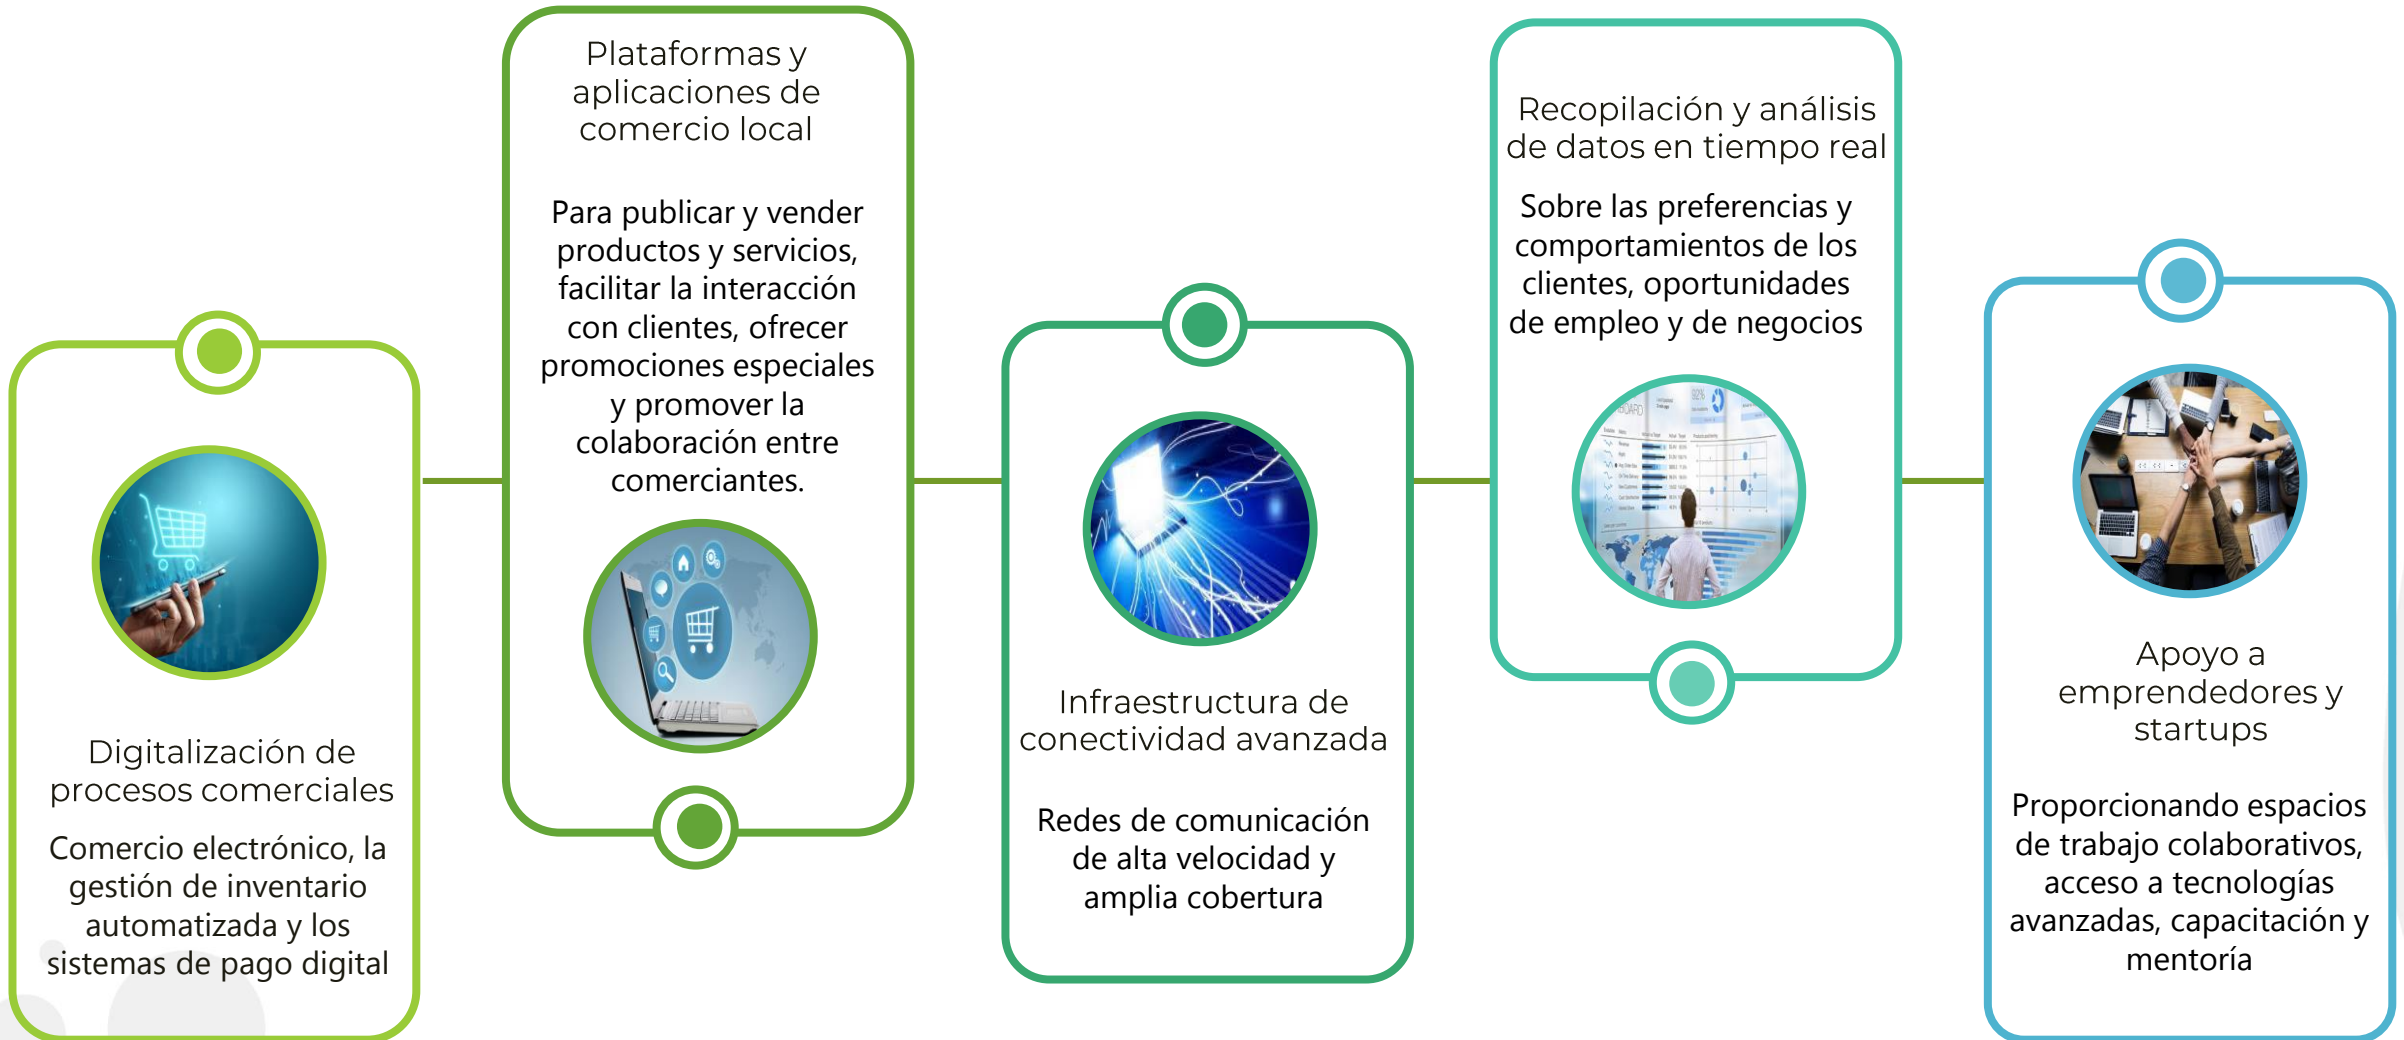 Digitalización de
procesos comerciales
Comercio electrónico, la
gestión de inventario
automatizada y los
sistemas de pago digital
Plataformas y
aplicaciones de
comercio local
Para publicar y vender
productos y servicios,
facilitar la interacción
con clientes, ofrecer
promociones especiales
y promover la
colaboración entre
comerciantes.
Infraestructura de
conectividad avanzada
Redes de comunicación
de alta velocidad y
amplia cobertura
Recopilación y análisis
de datos en tiempo real
Sobre las preferencias y
comportamientos de los
clientes, oportunidades
de empleo y de negocios
92%
Apoyo a
emprendedores y
startups
Proporcionando espacios
de trabajo colaborativos,
acceso a tecnologías
avanzadas, capacitación y
mentoría